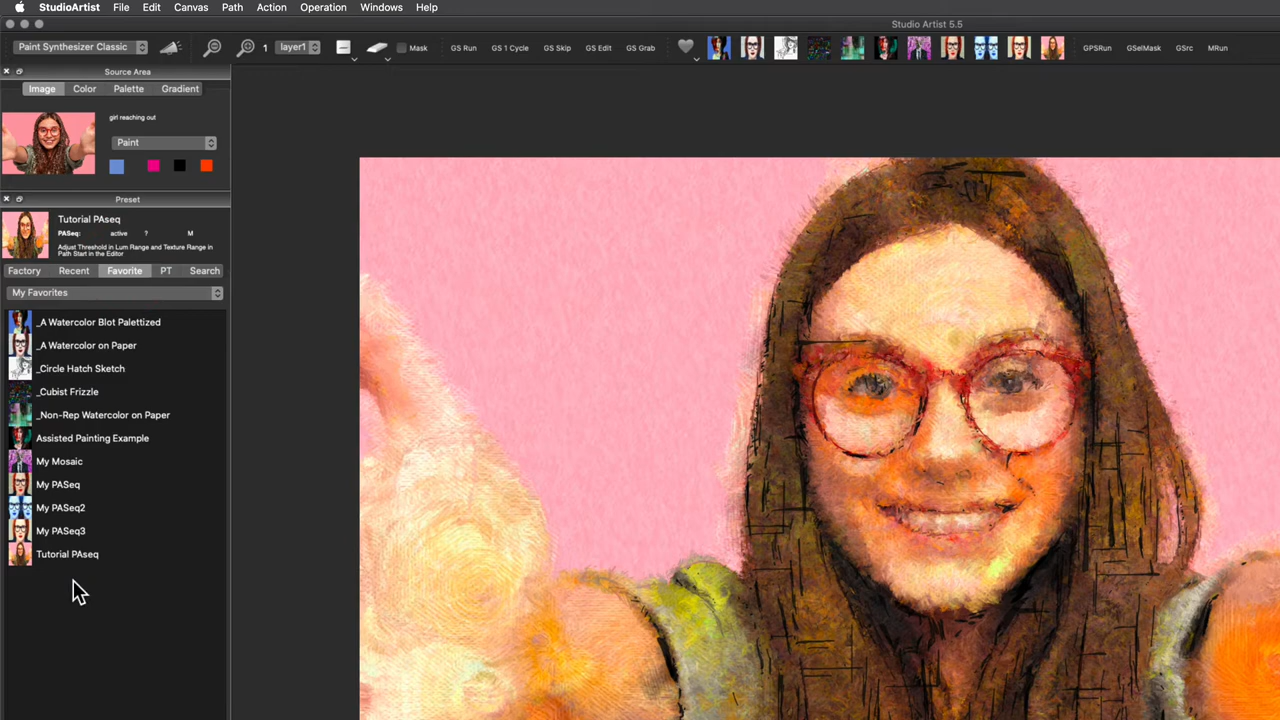 StudioArtist File Edit Canvas Path Action Operation Windows Help
Studio Artist 5.5
Paint Synthesizer Classic 1 layer1 Mask GS Run GS 1 Cycle GS Skip GS Edit GS Grab GPSRun GSelMask GSrc MRun
Source Area
Image Color Palette Gradient
girl reaching out
Paint
Preset
Tutorial PAseq
PASeq: active ? M
Adjust Threshold in Lum Range and Texture Range in
Path Start in the Editor
Factory Recent Favorite PT Search
My Favorites
_A Watercolor Blot Palettized
_A Watercolor on Paper
_Circle Hatch Sketch
_Cubist Frizzle
_Non-Rep Watercolor on Paper
Assisted Painting Example
My Mosaic
My PASeq
My PASeq2
My PASeq3
Tutorial PAseq